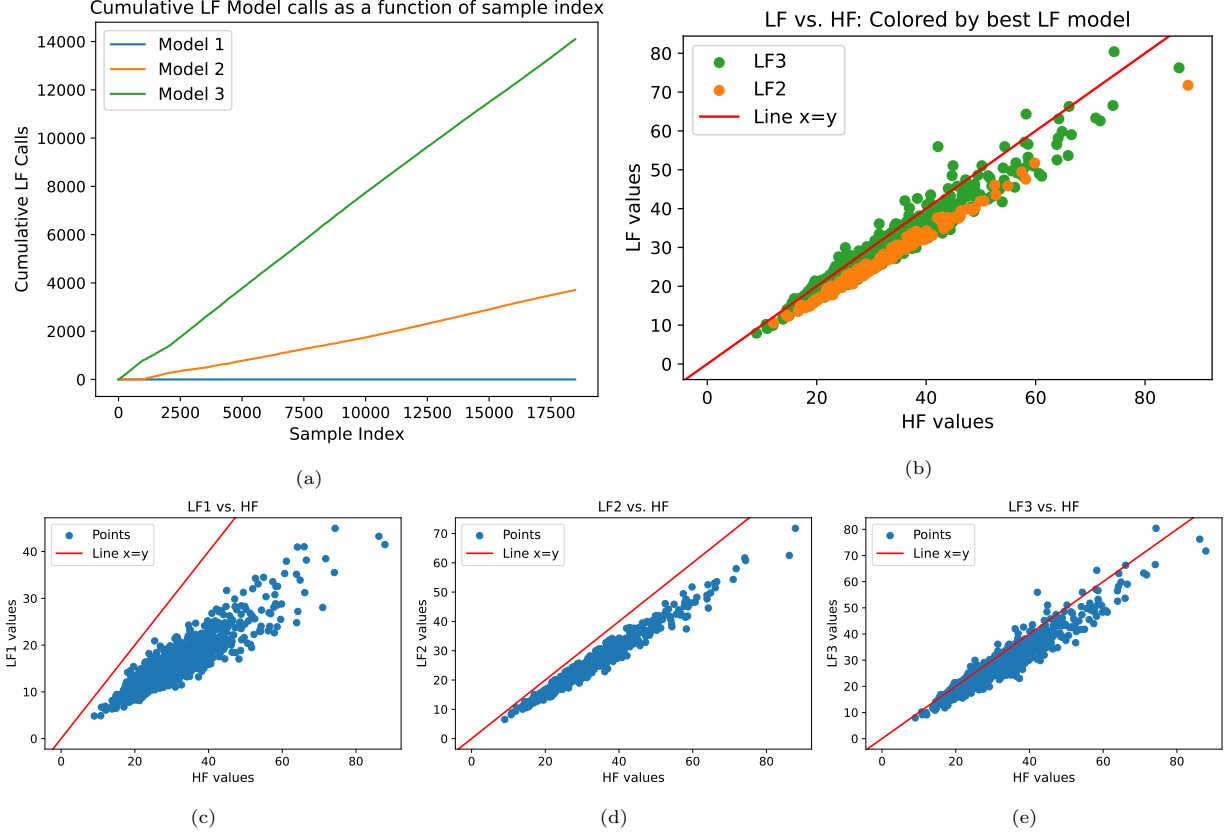 Cumulative LF Model calls as a function of sample index
Model 1
Model 2
Model 3
14000
12000
10000
8000
6000
4000
2000
0
Cumulative LF Calls
0 2500 5000 7500 10000 12500 15000 17500
Sample Index
(a)
LF vs. HF: Colored by best LF model
LF3
LF2
Line x=y
80
70
60
50
40
30
20
10
0
LF values
0 20 40 60 80
HF values
(b)
LF1 vs. HF
Points
Line x=y
40
30
20
10
0
LF1 values
0 20 40 60 80
HF values
(c)
LF2 vs. HF
Points
Line x=y
70
60
50
40
30
20
10
0
LF2 values
0 20 40 60 80
HF values
(d)
LF3 vs. HF
Points
Line x=y
80
70
60
50
40
30
20
10
0
LF3 values
0 20 40 60 80
HF values
(e)